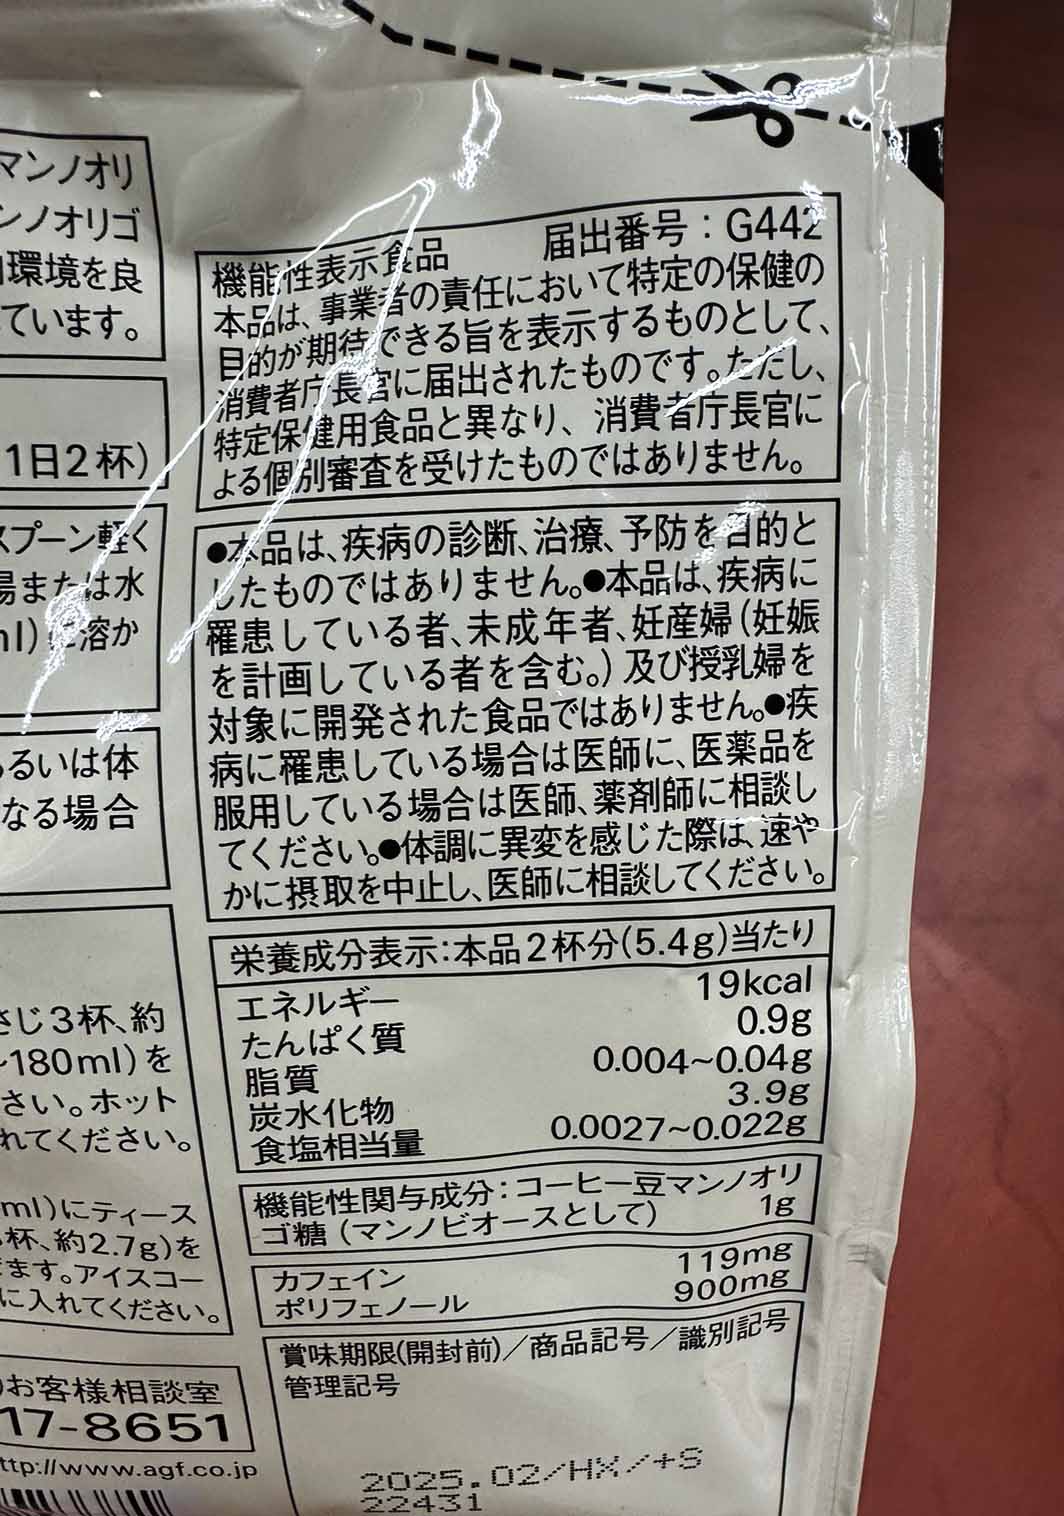 マンノオリ
ンノオリゴ
環境を良
ています。
1日2杯)
スプーン軽く
湯または水
ml)に溶か
るいは体
なる場合
さじ3杯、約
~180ml)を
さい。ホット
れてください。
ml)にティース
杯、約2.7g)を
ます。アイスコー
に入れてください。
お客様相談室
17-8651
ttp://www.agf.co.jp
機能性表示食品 届出番号:G442
本品は、事業者の責任において特定の保健の
目的が期待できる旨を表示するものとして、
消費者庁長官に届出されたものです。ただし、
特定保健用食品と異なり、消費者庁長官に
よる個別審査を受けたものではありません。
●本品は、疾病の診断、治療、予防を目的と
したものではありません。●本品は、疾病に
罹患している者、未成年者、妊産婦(妊娠
を計画している者を含む。)及び授乳婦を
対象に開発された食品ではありません。●疾
病に罹患している場合は医師に、医薬品を
服用している場合は医師、薬剤師に相談し
てください。●体調に異変を感じた際は、速や
かに摂取を中止し、医師に相談してください。
栄養成分表示:本品2杯分(5.4g)当たり
エネルギー 19kcal
たんぱく質 0.9g
脂質 0.004~0.04g
炭水化物 3.9g
食塩相当量 0.0027~0.022g
機能性関与成分:コーヒー豆マンノオリ
ゴ糖(マンノビオースとして) 1g
カフェイン 119mg
ポリフェノール 900mg
賞味期限(開封前)/商品記号/識別記号
管理記号
2025.02/HX/+S
22431